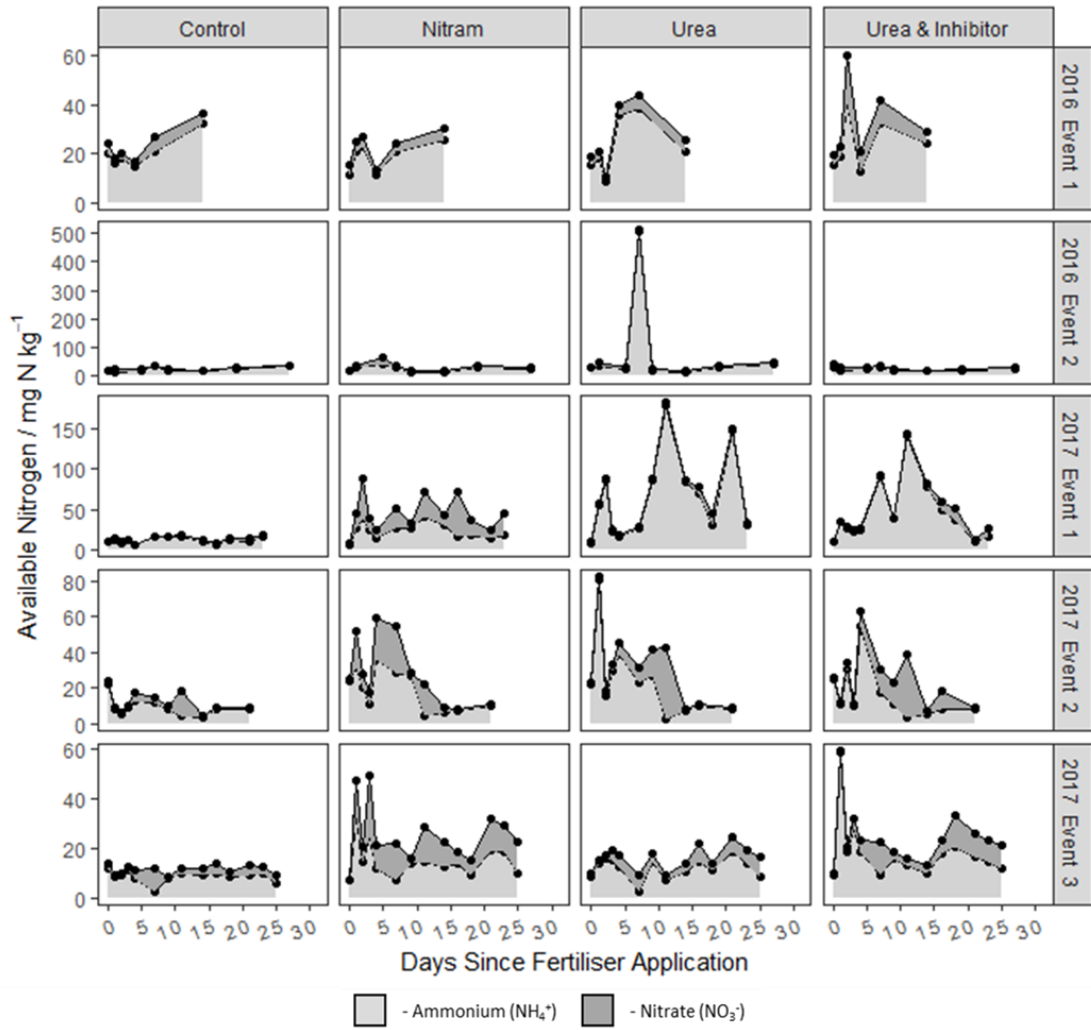 Control Nitram Urea Urea & Inhibitor
Available Nitrogen / mg N kg⁻¹
60
40
20
0
2016 Event 1
500
400
300
200
100
0
2016 Event 2
150
100
50
0
2017 Event 1
80
60
40
20
0
2017 Event 2
60
40
20
0
2017 Event 3
0 5 10 15 20 25 30 0 5 10 15 20 25 30 0 5 10 15 20 25 30 0 5 10 15 20 25 30
Days Since Fertiliser Application
- Ammonium (NH₄⁺) - Nitrate (NO₃⁻)